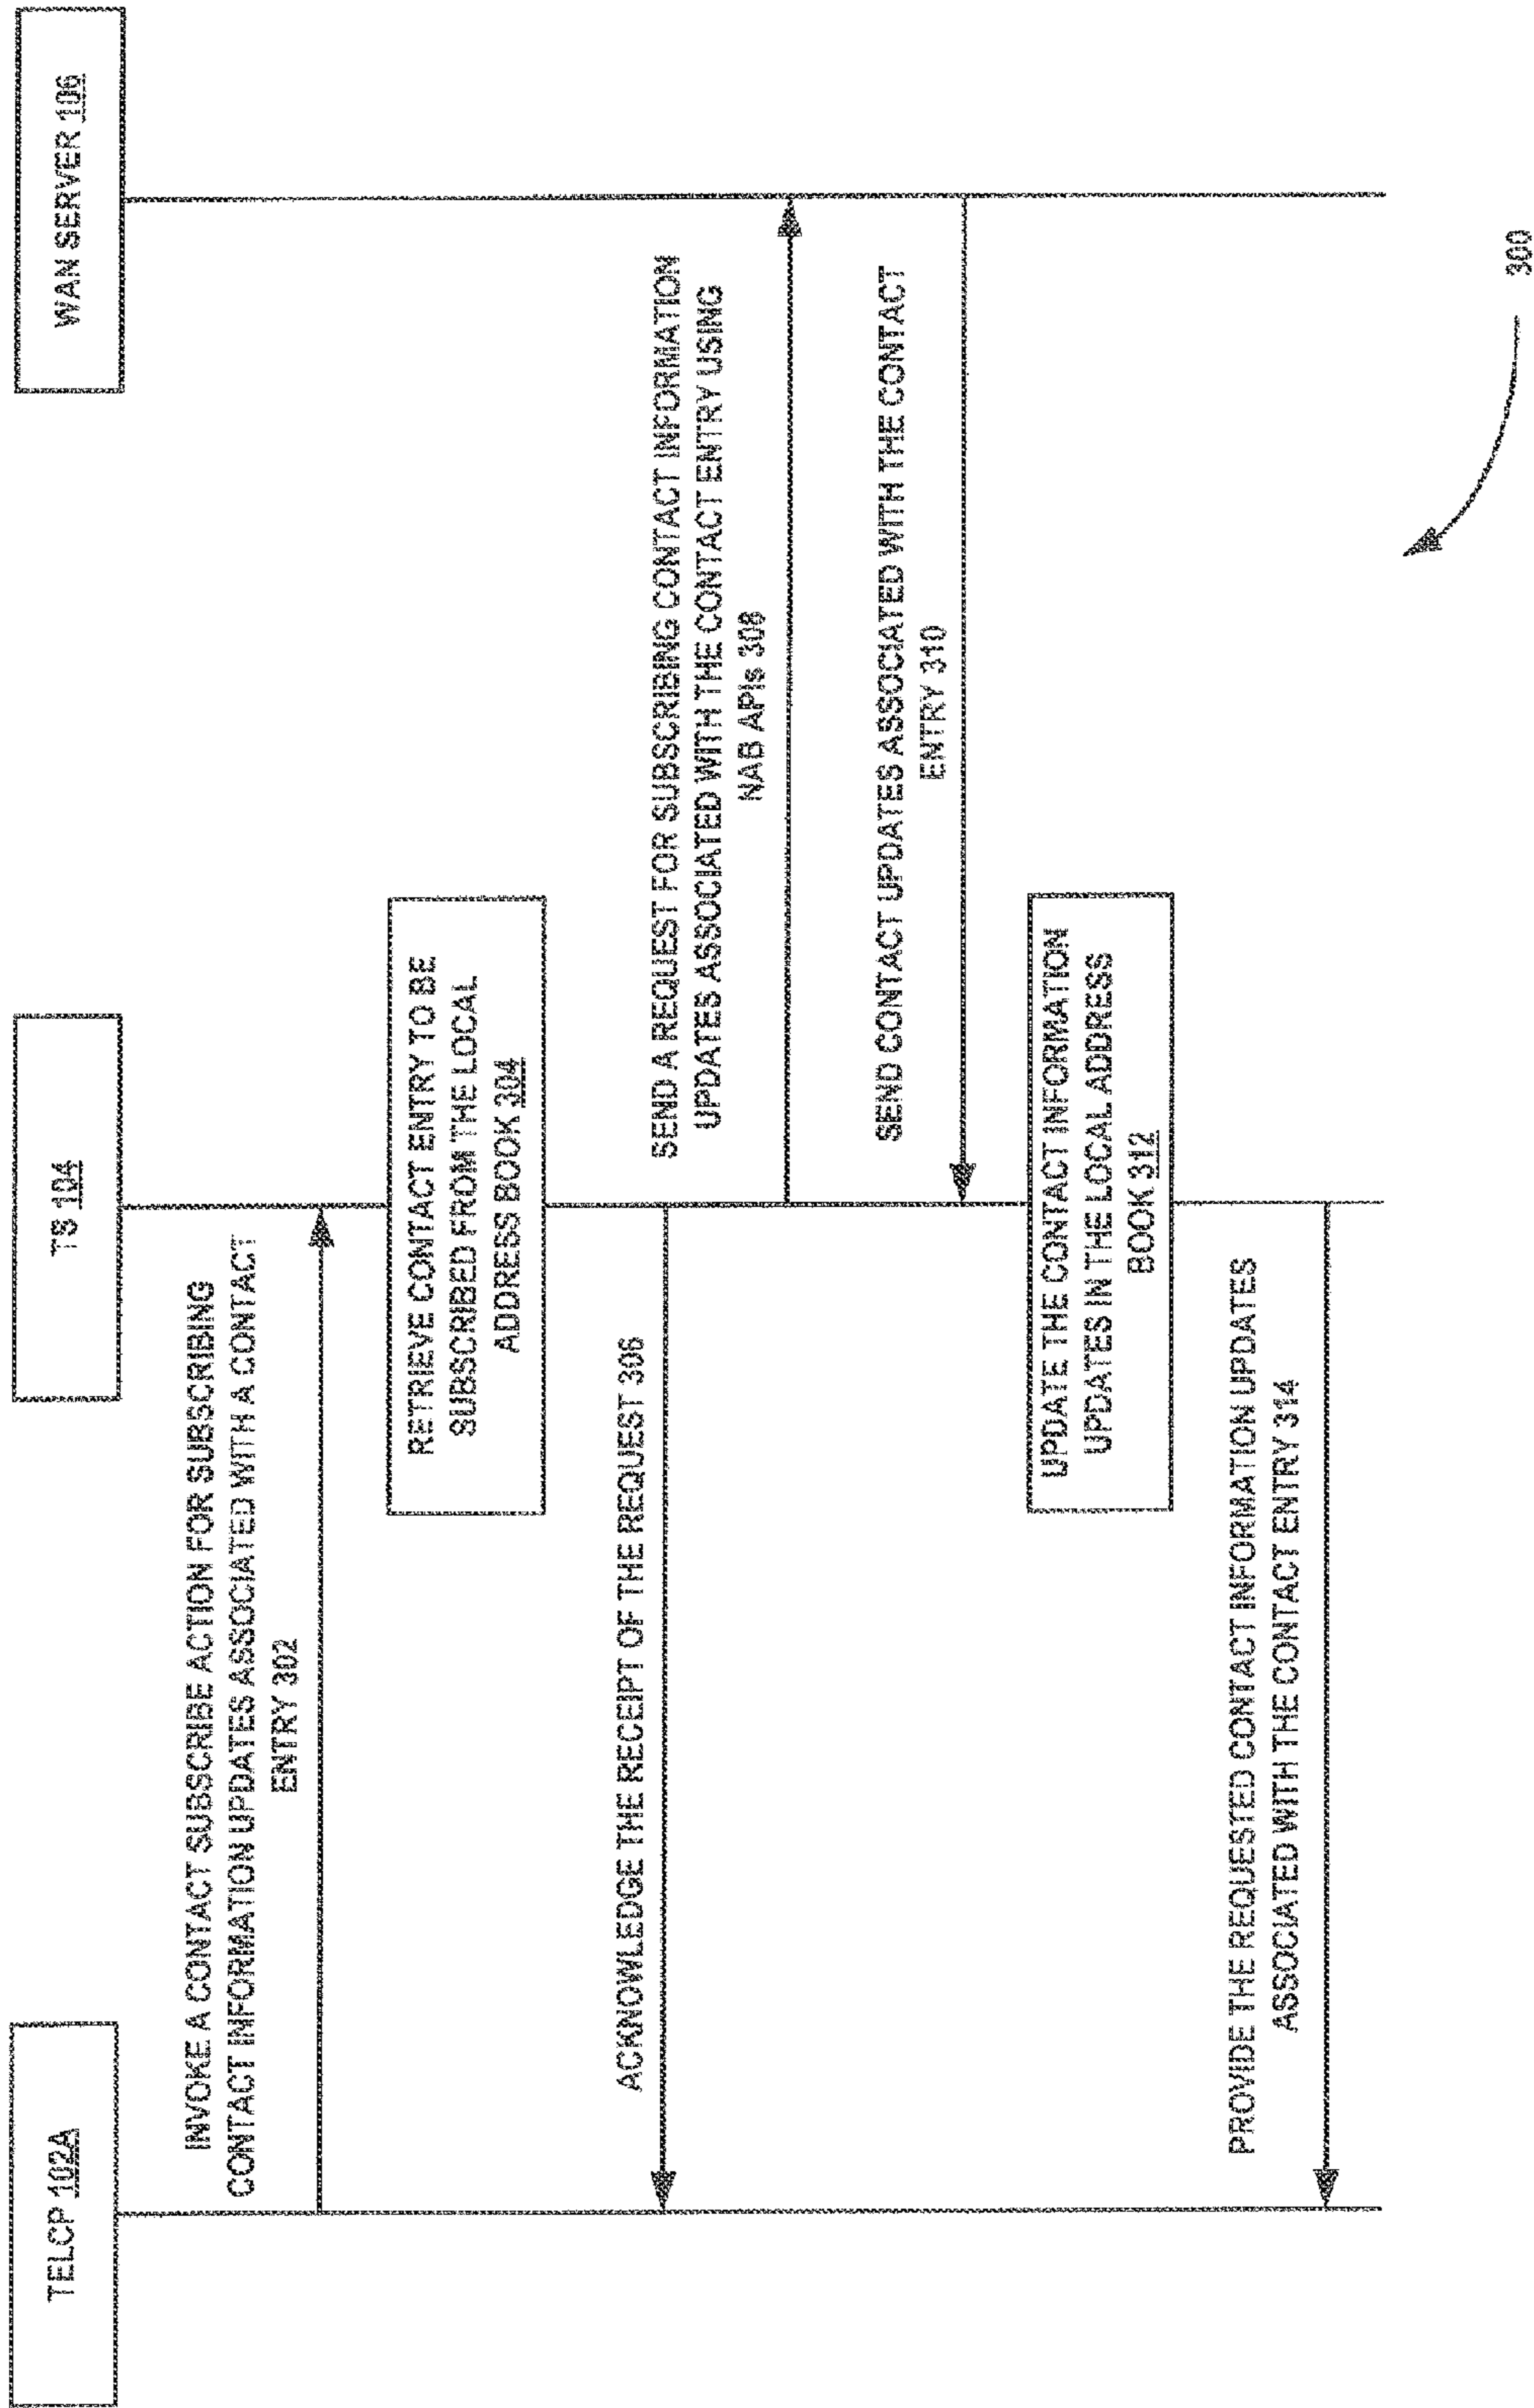 TELCP 102A
TS 104
WAN SERVER 106
INVOKE A CONTACT SUBSCRIBE ACTION FOR SUBSCRIBING
CONTACT INFORMATION UPDATES ASSOCIATED WITH A CONTACT
ENTRY 302
RETRIEVE CONTACT ENTRY TO BE
SUBSCRIBED FROM THE LOCAL
ADDRESS BOOK 304
ACKNOWLEDGE THE RECEIPT OF THE REQUEST 306
SEND A REQUEST FOR SUBSCRIBING CONTACT INFORMATION
UPDATES ASSOCIATED WITH THE CONTACT ENTRY USING
NAB APIs 308
SEND CONTACT UPDATES ASSOCIATED WITH THE CONTACT
ENTRY 310
UPDATE THE CONTACT INFORMATION
UPDATES IN THE LOCAL ADDRESS
BOOK 312
PROVIDE THE REQUESTED CONTACT INFORMATION UPDATES
ASSOCIATED WITH THE CONTACT ENTRY 314
300